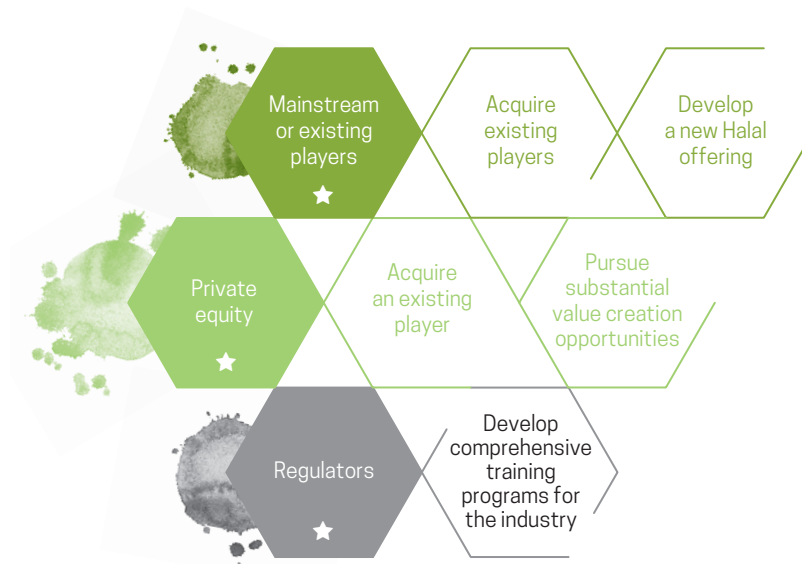 Mainstream
or existing
players
Acquire
existing
players
Develop
a new Halal
offering
Private
equity
Acquire
an existing
player
Pursue
substantial
value creation
opportunities
Regulators
Develop
comprehensive
training
programs for
the industry